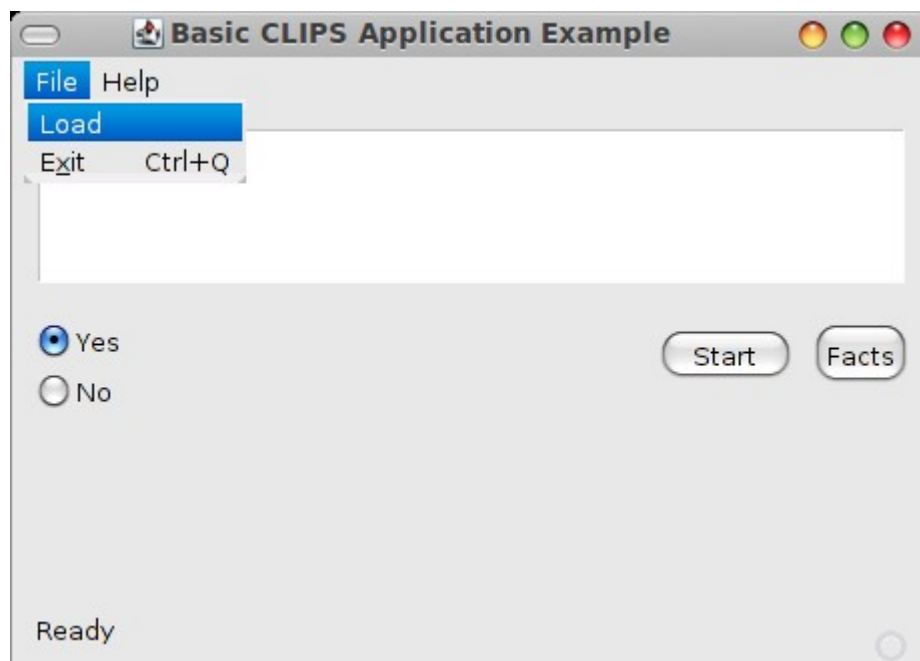 Basic CLIPS Application Example
File Help
Load
Exit Ctrl+Q
Yes
Start Facts
No
Ready